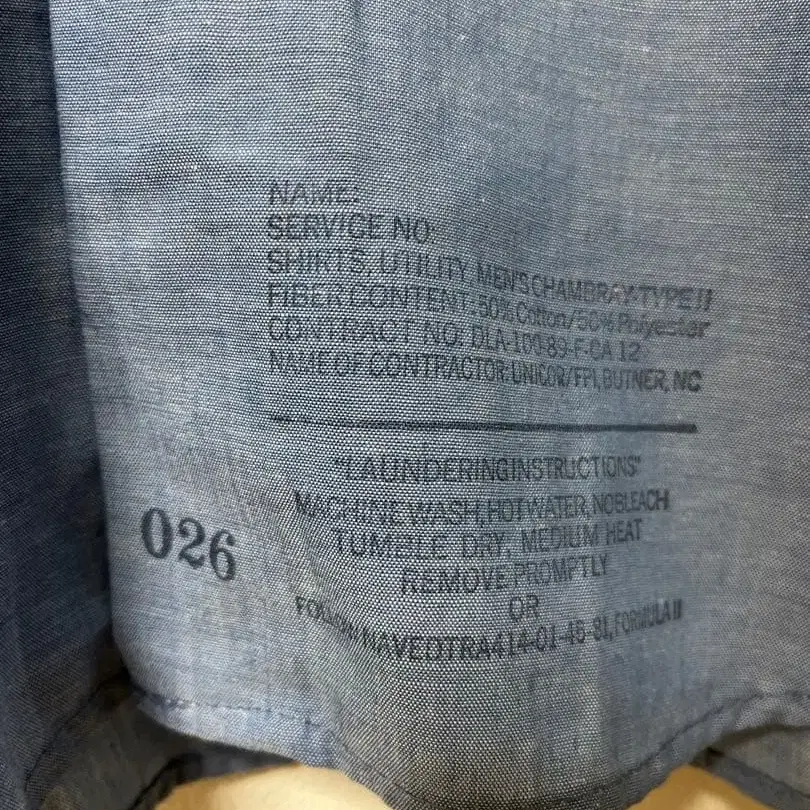 NAME:
SERVICE NO
SHIRTS, UTILITY, MEN'S CHAMBRAY-TYPE II
FIBER CONTENT: 50% Cotton/50% Polyester
CONTRACT NO: DLA-100-89-F-CA 12
NAME OF CONTRACTOR: UNICOR/FPI, BUTNER, NC
"LAUNDERING INSTRUCTIONS"
MACHINE WASH, HOT WATER, NO BLEACH
TUMBLE DRY, MEDIUM HEAT
REMOVE PROMPTLY
OR
FOLLOW NAVEDTRA 414-01-45-81, FORMULA II
026